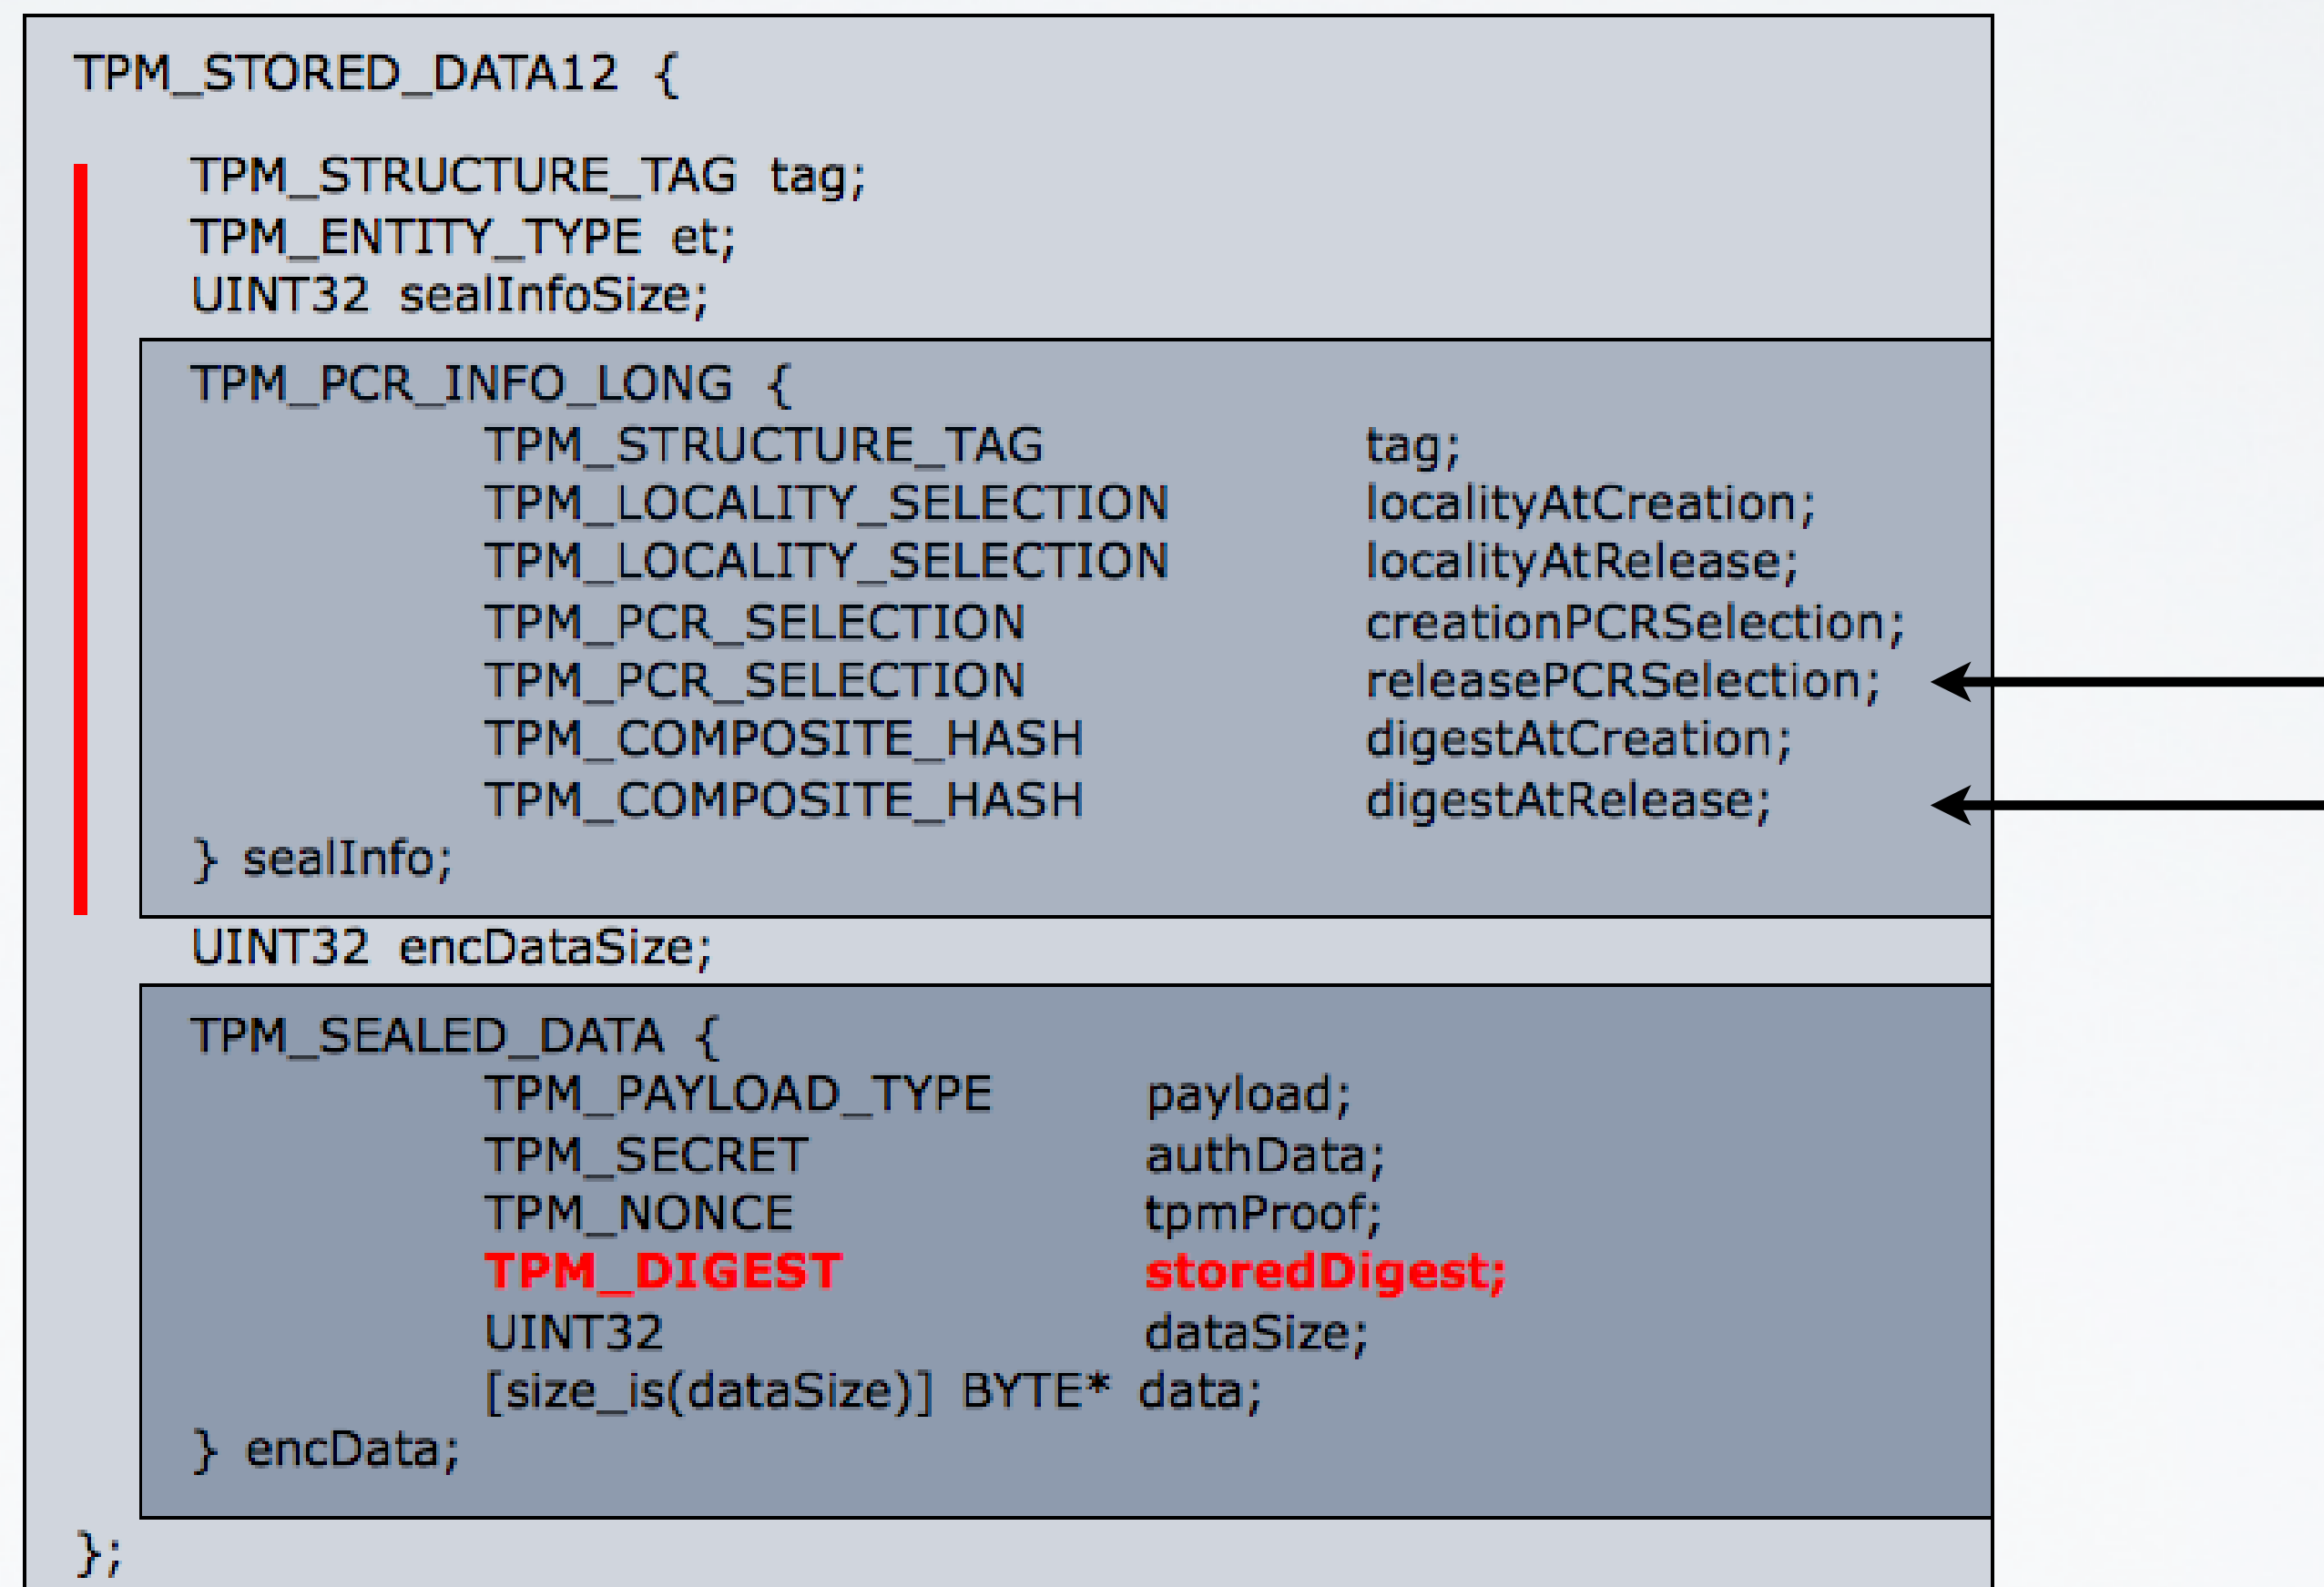 TPM_STORED_DATA12 {
TPM_STRUCTURE_TAG tag;
TPM_ENTITY_TYPE et;
UINT32 sealInfoSize;
TPM_PCR_INFO_LONG {
TPM_STRUCTURE_TAG tag;
TPM_LOCALITY_SELECTION localityAtCreation;
TPM_LOCALITY_SELECTION localityAtRelease;
TPM_PCR_SELECTION creationPCRSelection;
TPM_PCR_SELECTION releasePCRSelection;
TPM_COMPOSITE_HASH digestAtCreation;
TPM_COMPOSITE_HASH digestAtRelease;
} sealInfo;
UINT32 encDataSize;
TPM_SEALED_DATA {
TPM_PAYLOAD_TYPE payload;
TPM_SECRET authData;
TPM_NONCE tpmProof;
TPM_DIGEST storedDigest;
UINT32 dataSize;
[size_is(dataSize)] BYTE* data;
} encData;
};